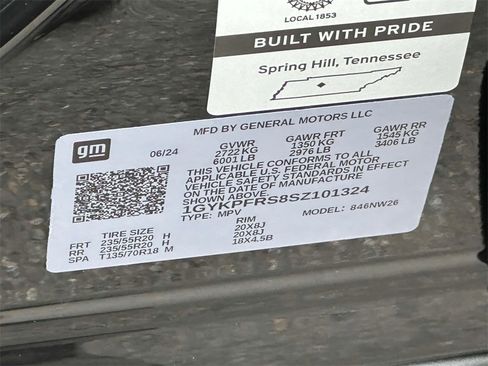 LOCAL 1853
BUILT WITH PRIDE
Spring Hill, Tennessee
gm
MFD BY GENERAL MOTORS LLC
06/24
GVWR GAWR FRT GAWR RR
2722 KG 1350 KG 1545 KG
6001 LB 2976 LB 3406 LB
THIS VEHICLE CONFORMS TO ALL
APPLICABLE U.S. FEDERAL MOTOR
VEHICLE SAFETY STANDARDS IN EFFECT
ON THE DATE OF MANUFACTURE
SHOWN ABOVE.
1GYKPFRS8SZ101324
TYPE: MPV MODEL: 846NW26
TIRE SIZE RIM
FRT 235/55R20 H 20X8J
RR 235/55R20 H 20X8J
SPA T135/70R18 M 18X4.5B